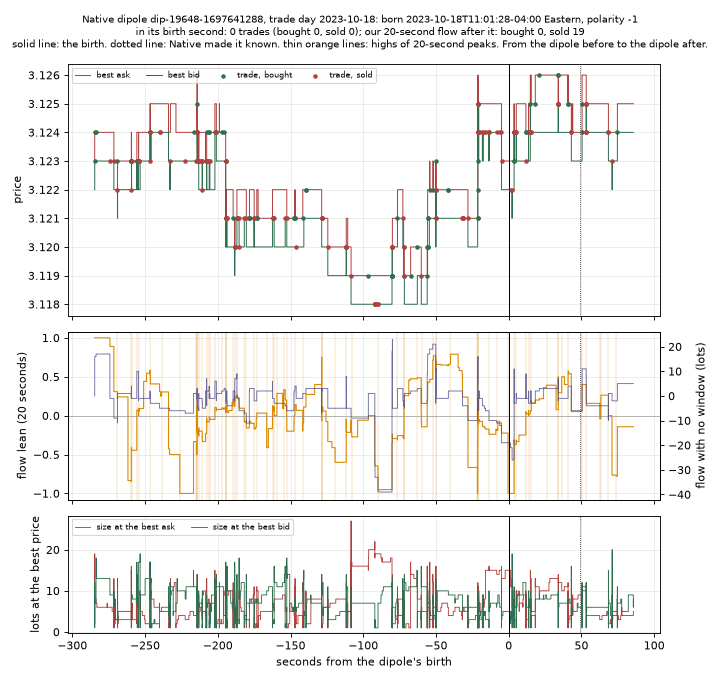 Native dipole dip-19648-1697641288, trade day 2023-10-18: born 2023-10-18T11:01:28-04:00 Eastern, polarity -1
in its birth second: 0 trades (bought 0, sold 0); our 20-second flow after it: bought 0, sold 19
solid line: the birth. dotted line: Native made it known. thin orange lines: highs of 20-second peaks. From the dipole before to the dipole after.
best ask
best bid
trade, bought
trade, sold
3.126
3.125
3.124
3.123
3.122
3.121
3.120
3.119
3.118
price
1.0
0.5
0.0
−0.5
−1.0
flow lean (20 seconds)
20
10
0
−10
−20
−30
−40
flow with no window (lots)
size at the best ask
size at the best bid
20
10
0
lots at the best price
−300
−250
−200
−150
−100
−50
0
50
100
seconds from the dipole's birth